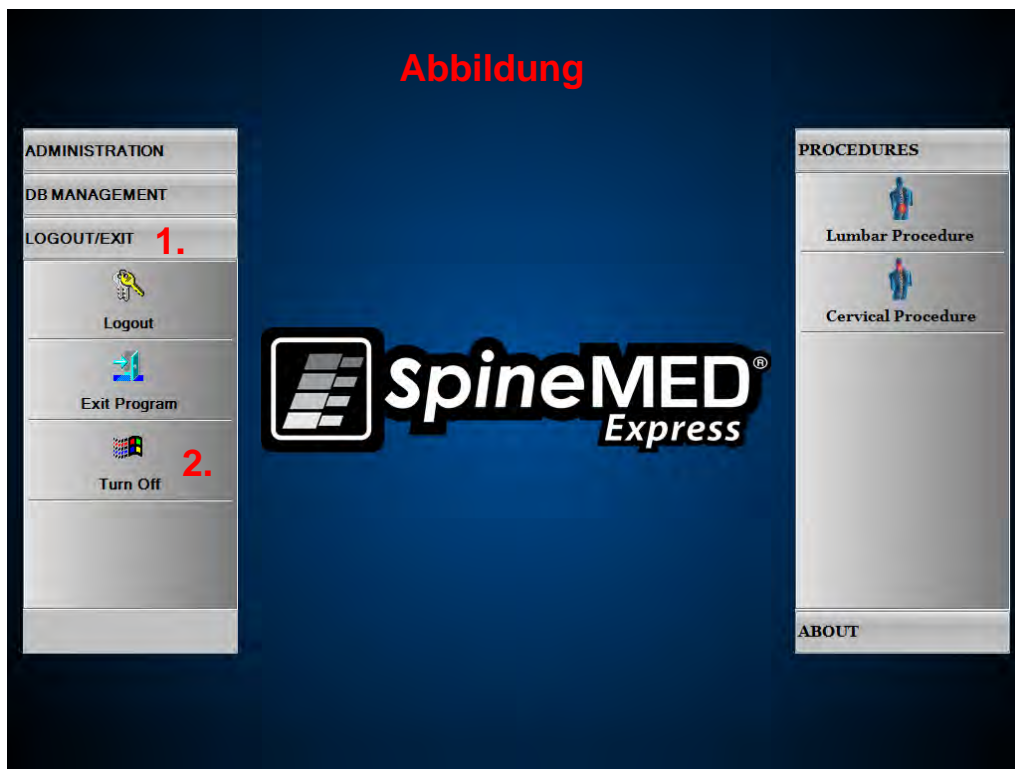 Abbildung
ADMINISTRATION
DB MANAGEMENT
LOGOUT/EXIT 1.
Logout
Exit Program
Turn Off 2.
SpineMED®
Express
PROCEDURES
Lumbar Procedure
Cervical Procedure
ABOUT